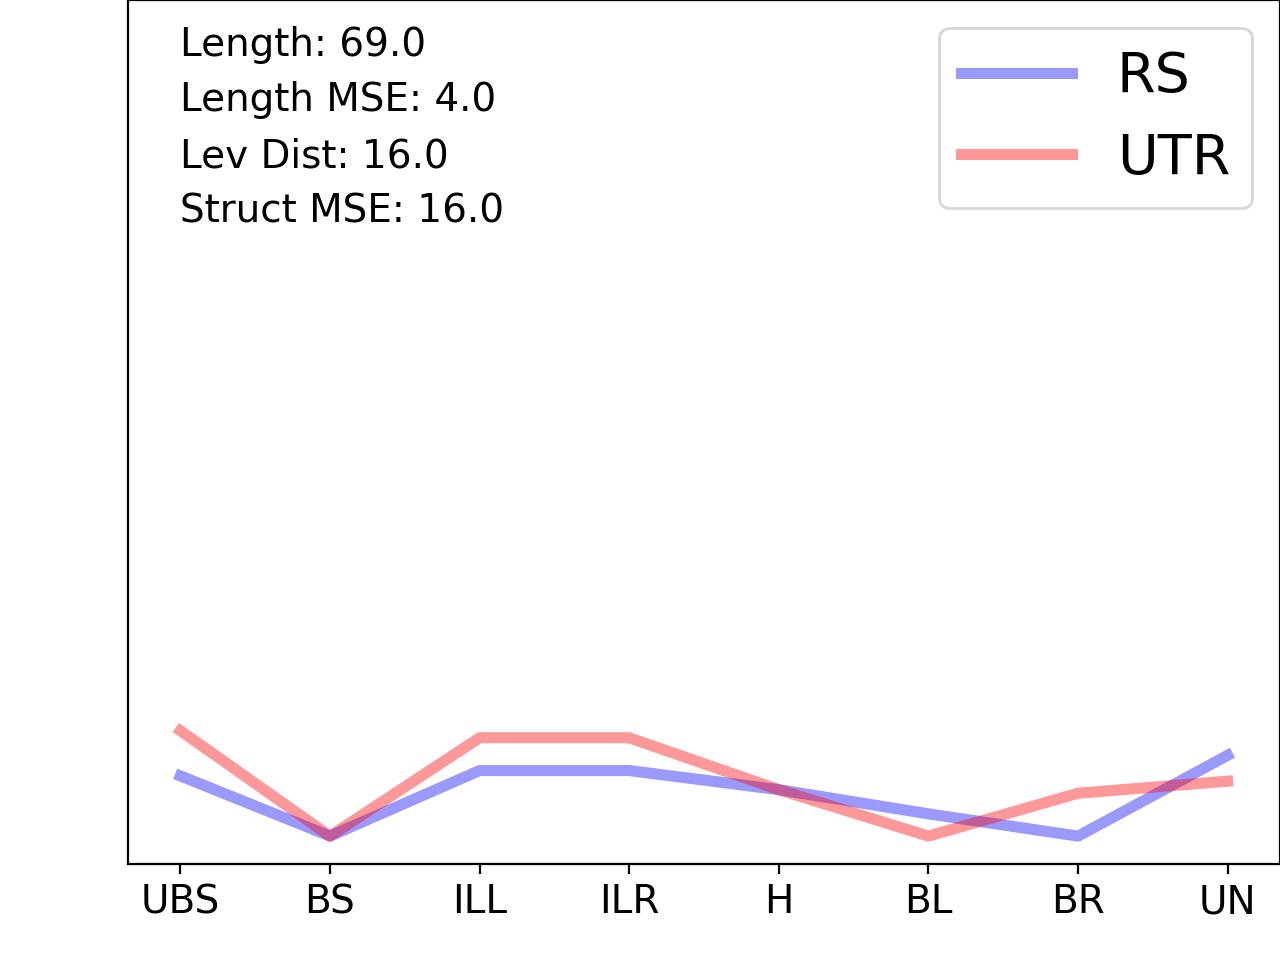 Length: 69.0
Length MSE: 4.0
Lev Dist: 16.0
Struct MSE: 16.0
RS
UTR
UBS BS ILL ILR H BL BR UN